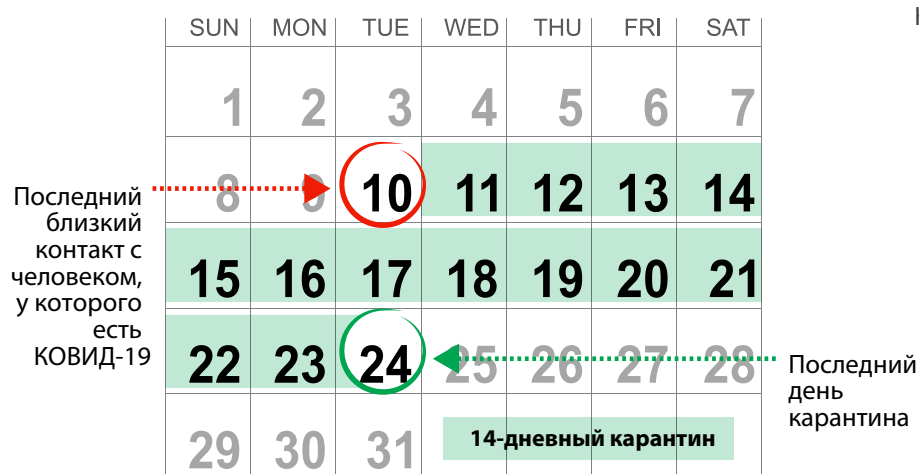 SUN MON TUE WED THU FRI SAT
1 2 3 4 5 6 7
8 9 10 11 12 13 14
15 16 17 18 19 20 21
22 23 24 25 26 27 28
29 30 31
Последний
близкий
контакт с
человеком,
у которого
есть
КОВИД-19
Последний
день
карантина
14-дневный карантин